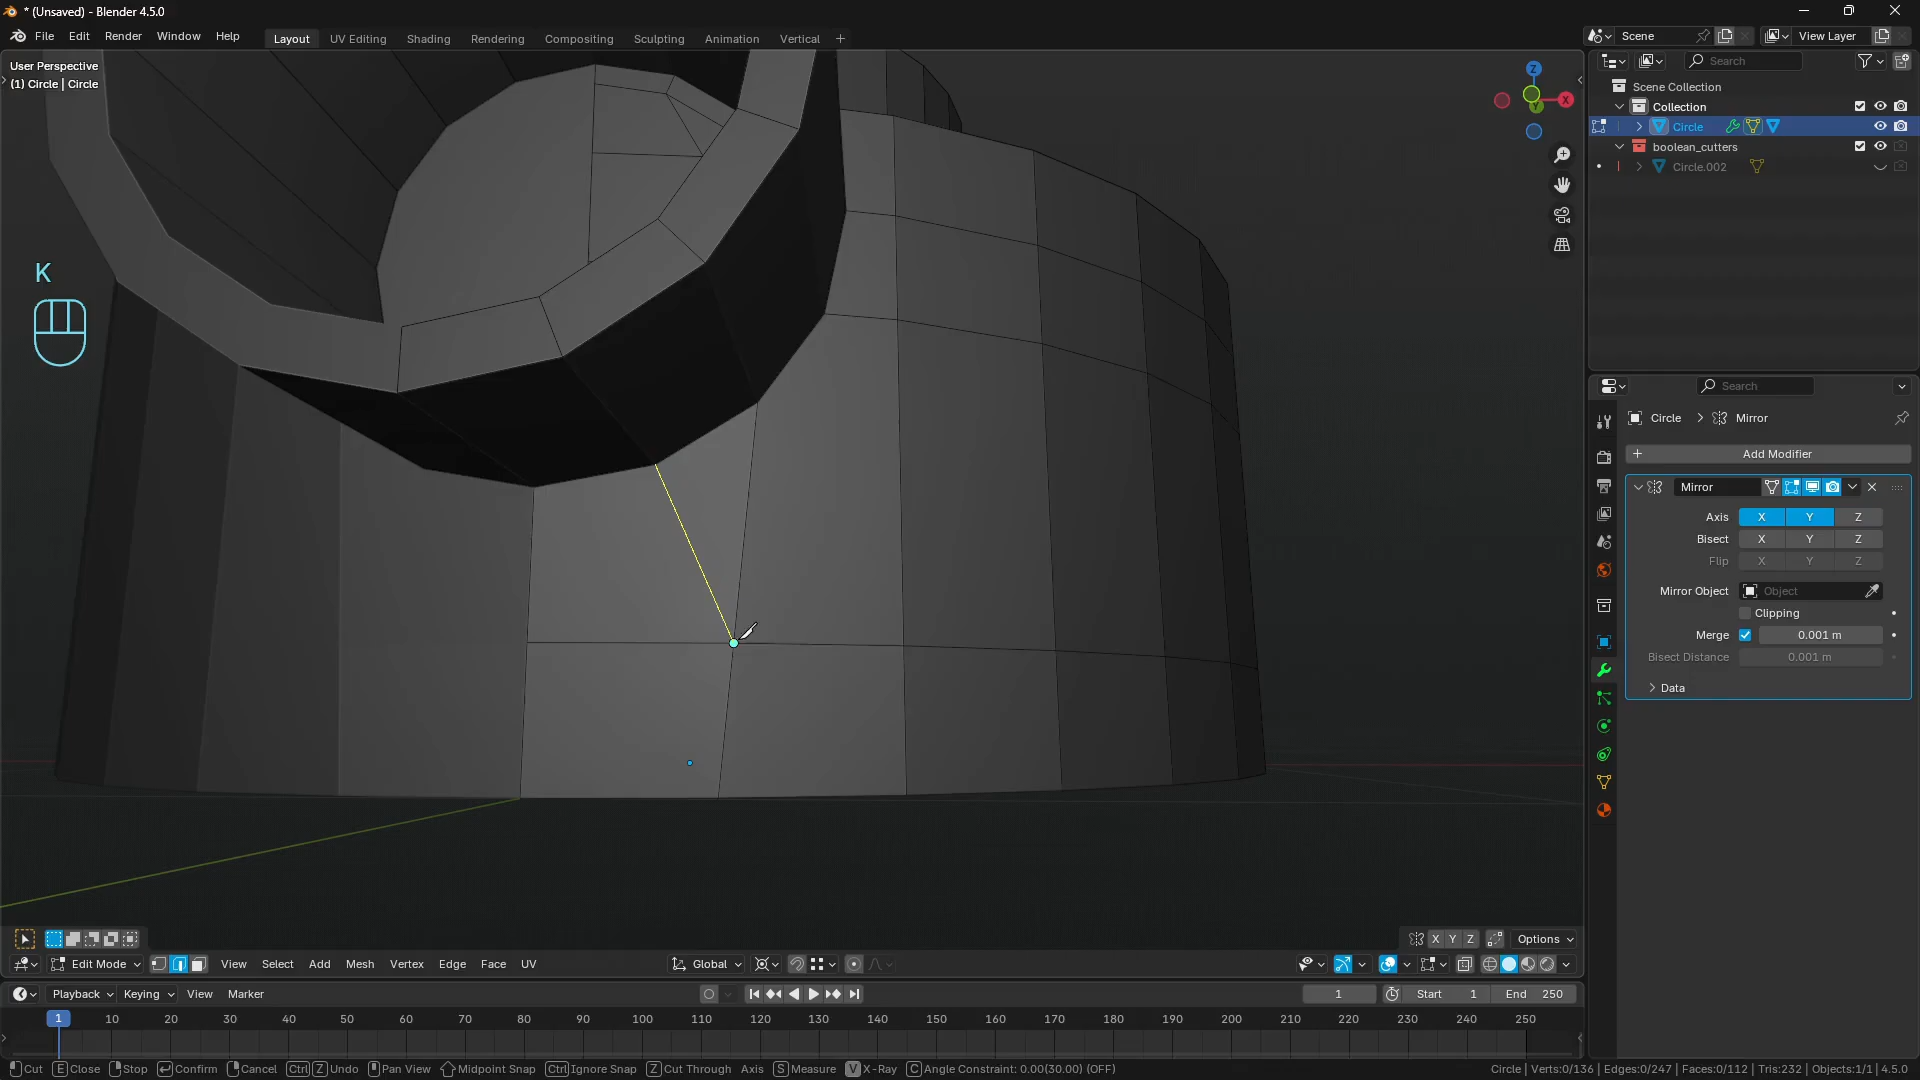 * (Unsaved) - Blender 4.5.0
File Edit Render Window Help Layout UV Editing Shading Rendering Compositing Sculpting Animation Vertical +
Scene View Layer
User Perspective
(1) Circle | Circle
Z
X
Y
K
Search
Scene Collection
Collection
Circle
boolean_cutters
Circle.002
Search
Circle > Mirror
+ Add Modifier
Mirror
Axis X Y Z
Bisect X Y Z
Flip X Y Z
Mirror Object Object
Clipping
Merge 0.001 m
Bisect Distance 0.001 m
> Data
X Y Z Options
Edit Mode View Select Add Mesh Vertex Edge Face UV Global
Playback Keying View Marker 1 Start 1 End 250
1 10 20 30 40 50 60 70 80 90 100 110 120 130 140 150 160 170 180 190 200 210 220 230 240 250
Cut E Close Stop Confirm Cancel Ctrl Z Undo Pan View Midpoint Snap Ctrl Ignore Snap Z Cut Through Axis S Measure V X-Ray C Angle Constraint: 0.00(30.00) (OFF) Circle | Verts:0/136 | Edges:0/247 | Faces:0/112 | Tris:232 | Objects:1/1 | 4.5.0